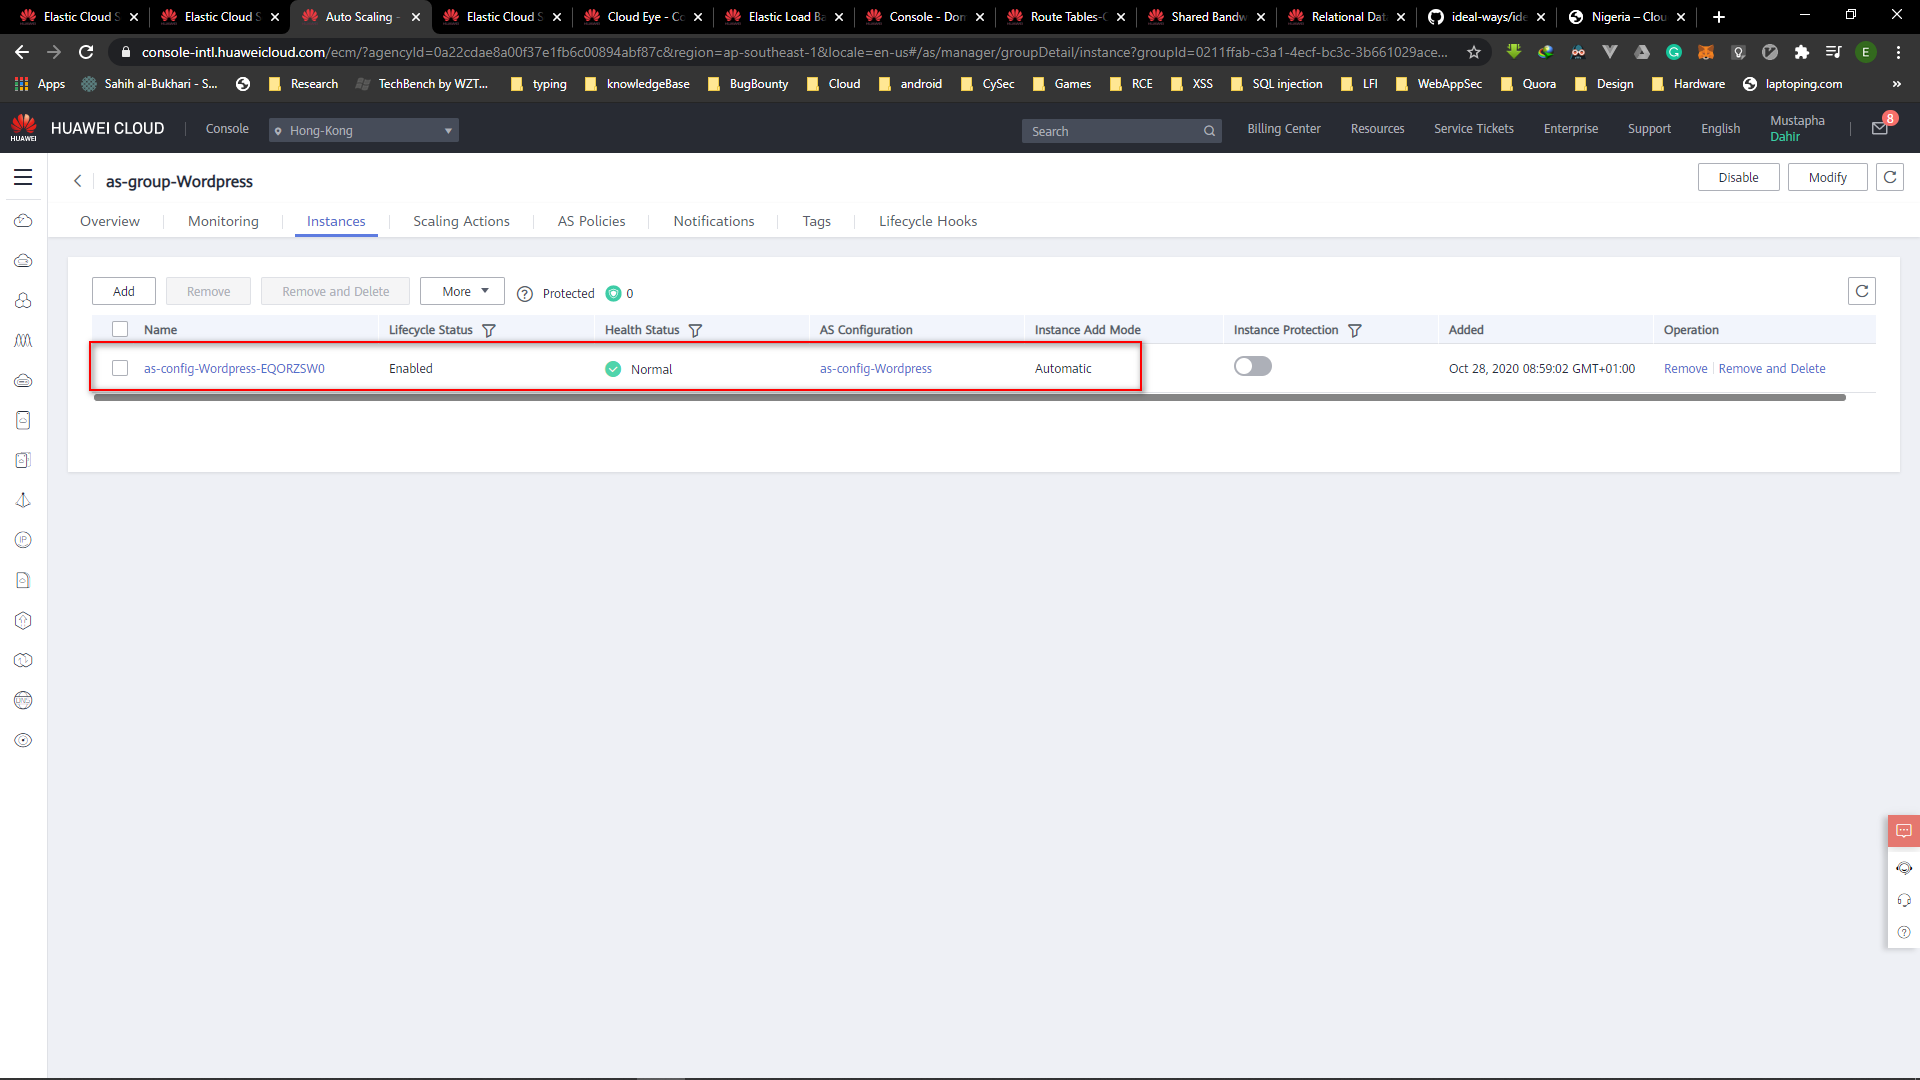 Elastic Cloud S
Elastic Cloud S
Auto Scaling -
Elastic Cloud S
Cloud Eye - Co
Elastic Load Ba
Console - Dom
Route Tables-C
Shared Bandw
Relational Data
ideal-ways/ide
Nigeria – Clou
console-intl.huaweicloud.com/ecm/?agencyId=0a22cdae8a00f37e1fb6c00894abf87c&region=ap-southeast-1&locale=en-us#/as/manager/groupDetail/instance?groupId=0211ffab-c3a1-4ecf-bc3c-3b661029ace...
E
Apps
Sahih al-Bukhari - S...
Research
TechBench by WZT...
typing
knowledgeBase
BugBounty
Cloud
android
CySec
Games
RCE
XSS
SQL injection
LFI
WebAppSec
Quora
Design
Hardware
laptoping.com
»
HUAWEI
HUAWEI CLOUD
Console
Hong-Kong
Search
Billing Center
Resources
Service Tickets
Enterprise
Support
English
Mustapha
Dahir
8
as-group-Wordpress
Disable
Modify
Overview
Monitoring
Instances
Scaling Actions
AS Policies
Notifications
Tags
Lifecycle Hooks
Add
Remove
Remove and Delete
More
Protected
0
Name
Lifecycle Status
Health Status
AS Configuration
Instance Add Mode
Instance Protection
Added
Operation
as-config-Wordpress-EQORZSW0
Enabled
Normal
as-config-Wordpress
Automatic
Oct 28, 2020 08:59:02 GMT+01:00
Remove
Remove and Delete
IP